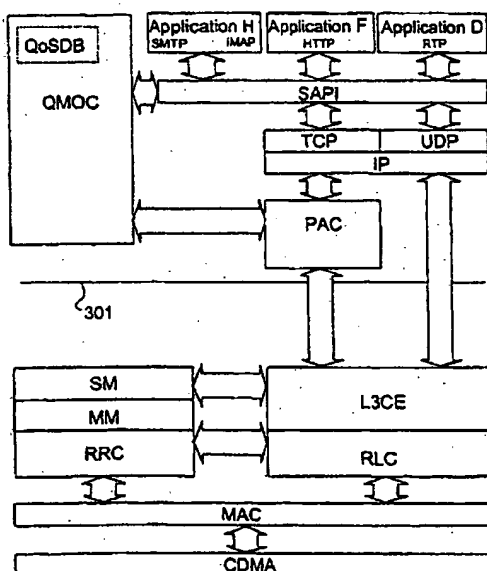 QoSDB
QMOC
Application H
SMTP IMAP
Application F
HTTP
Application D
RTP
SAPI
TCP
UDP
IP
PAC
301
SM
MM
RRC
L3CE
RLC
MAC
CDMA